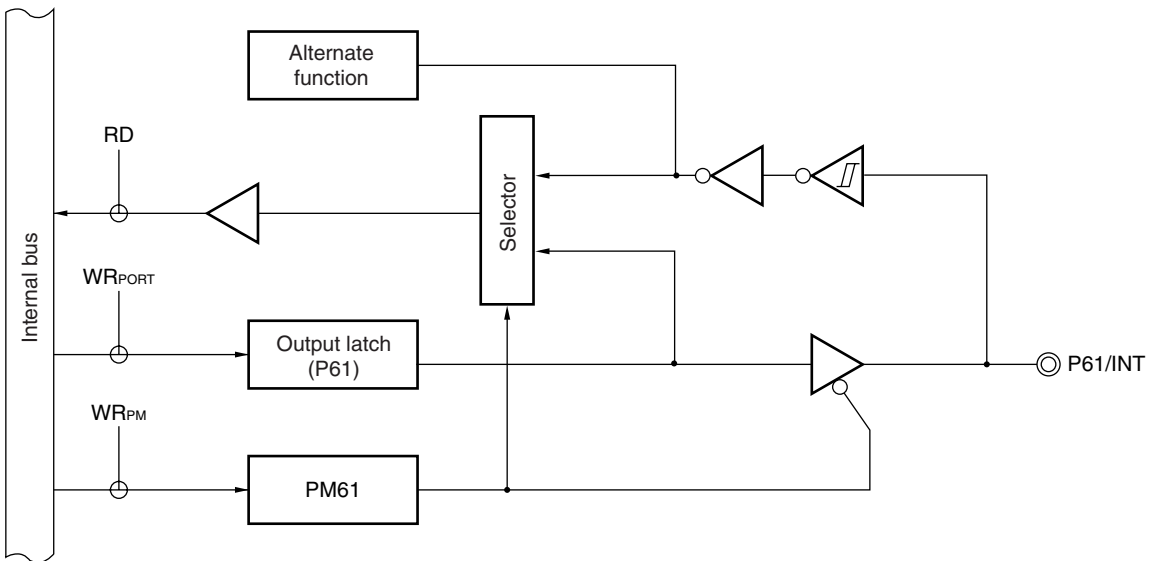 Alternate
function
RD
Selector
Internal bus
WRPORT
Output latch
(P61)
P61/INT
WRPM
PM61